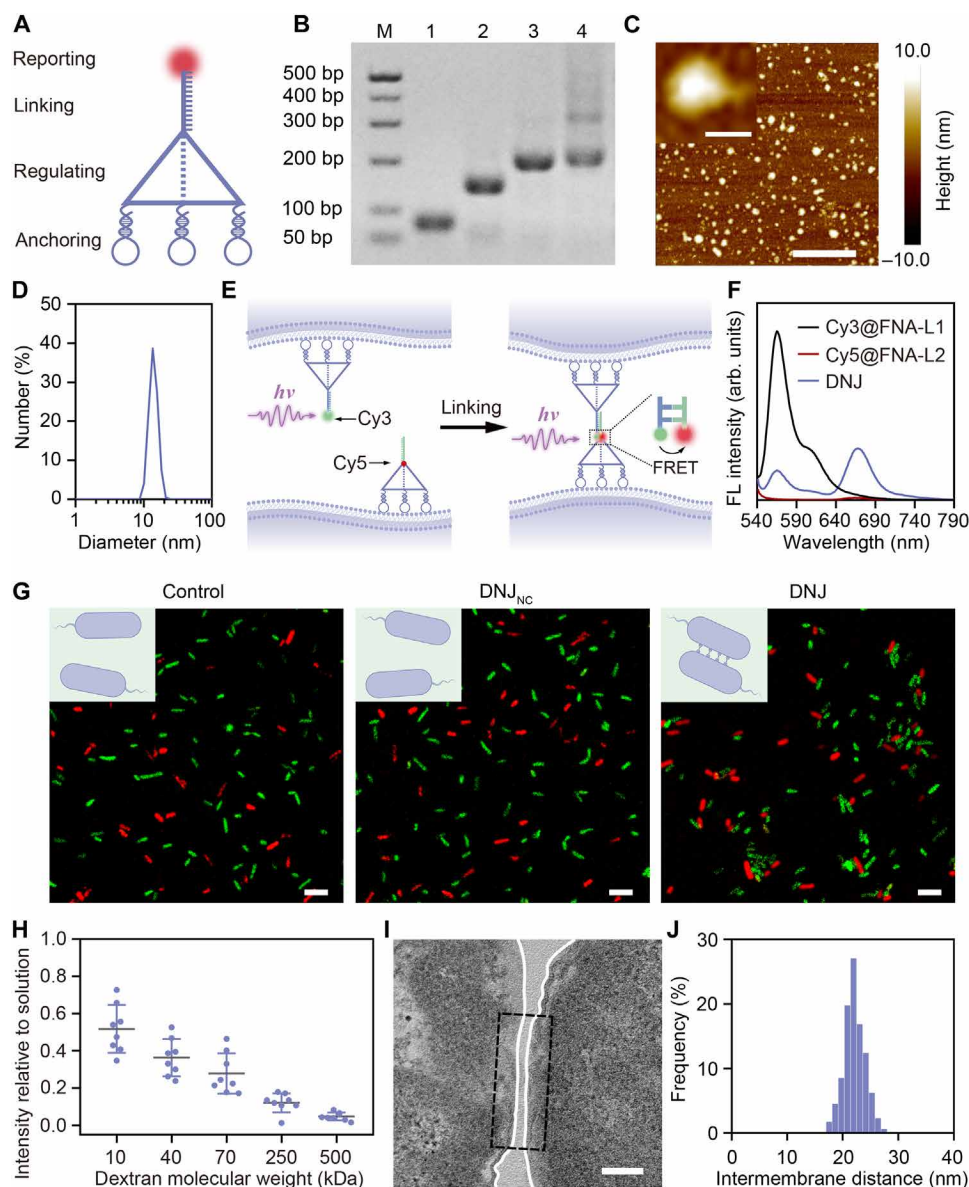 A
Reporting
Linking
Regulating
Anchoring
B
M 1 2 3 4
500 bp
400 bp
300 bp
200 bp
100 bp
50 bp
C
10.0
Height (nm)
–10.0
D
50
40
30
20
10
0
Number (%)
1 10 100
Diameter (nm)
E
hv
Cy3
Cy5
Linking
hv
FRET
F
FL intensity (arb. units)
Cy3@FNA-L1
Cy5@FNA-L2
DNJ
540 590 640 690 740 790
Wavelength (nm)
G
Control
DNJNC
DNJ
H
Intensity relative to solution
1.0
0.8
0.6
0.4
0.2
0.0
10 40 70 250 500
Dextran molecular weight (kDa)
I
J
Frequency (%)
30
20
10
0
0 10 20 30 40
Intermembrane distance (nm)